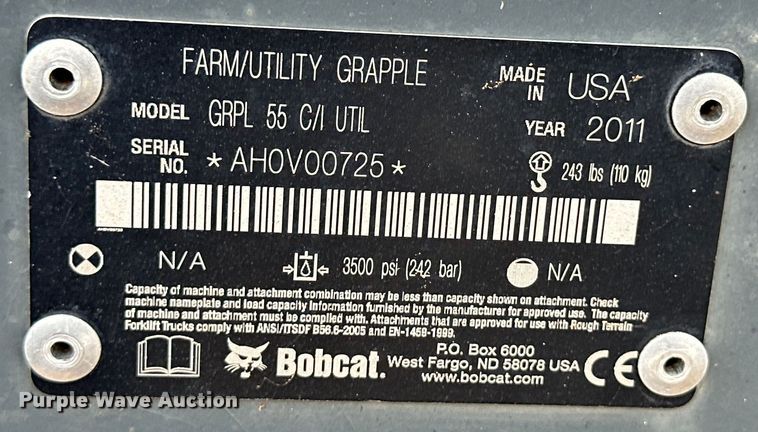 FARM/UTILITY GRAPPLE
MADE IN USA
MODEL GRPL 55 C/I UTIL
YEAR 2011
SERIAL NO. *AHOV00725*
243 lbs (110 kg)
AHOV00725
N/A
3500 psi (242 bar)
N/A
Capacity of machine and attachment combination may be less than capacity shown on attachment. Check
machine nameplate and load capacity information furnished by the manufacturer for approved use. The capacity
of machine and attachment must be complied with. Attachments that are approved for use with Rough Terrain
Forklift Trucks comply with ANSI/ITSDF B56.6-2005 and EN-1459-1999.
Bobcat.
P.O. Box 6000
West Fargo, ND 58078 USA
www.bobcat.com
CE
Purple Wave Auction